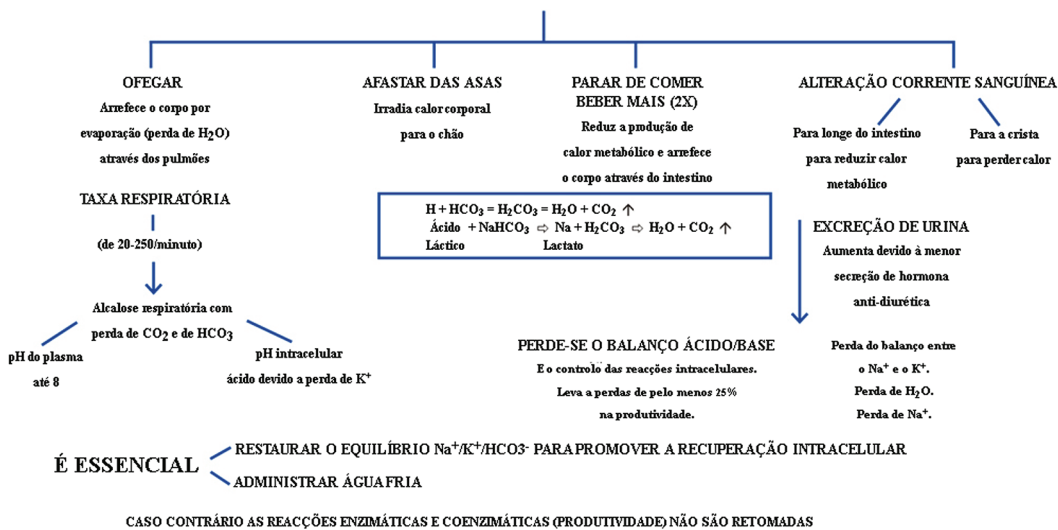 OFEGAR
Arrefece o corpo por
evaporação (perda de H₂O)
através dos pulmões
TAXA RESPIRATÓRIA
(de 20-250/minuto)
Alcalose respiratória com
perda de CO₂ e de HCO₃
pH do plasma
até 8
pH intracelular
ácido devido a perda de K⁺
AFASTAR DAS ASAS
Irradia calor corporal
para o chão
PARAR DE COMER
BEBER MAIS (2X)
Reduz a produção de
calor metabólico e arrefece
o corpo através do intestino
H + HCO₃ = H₂CO₃ = H₂O + CO₂ ↑
Ácido + NaHCO₃ ⇨ Na + H₂CO₃ ⇨ H₂O + CO₂ ↑
Láctico Lactato
ALTERAÇÃO CORRENTE SANGUÍNEA
Para longe do intestino
para reduzir calor
metabólico
Para a crista
para perder calor
EXCREÇÃO DE URINA
Aumenta devido à menor
secreção de hormona
anti-diurética
PERDE-SE O BALANÇO ÁCIDO/BASE
E o controlo das reacções intracelulares.
Leva a perdas de pelo menos 25%
na produtividade.
Perda do balanço entre
o Na⁺ e o K⁺.
Perda de H₂O.
Perda de Na⁺.
É ESSENCIAL
RESTAURAR O EQUILÍBRIO Na⁺/K⁺/HCO3⁻ PARA PROMOVER A RECUPERAÇÃO INTRACELULAR
ADMINISTRAR ÁGUA FRIA
CASO CONTRÁRIO AS REACÇÕES ENZIMÁTICAS E COENZIMÁTICAS (PRODUTIVIDADE) NÃO SÃO RETOMADAS